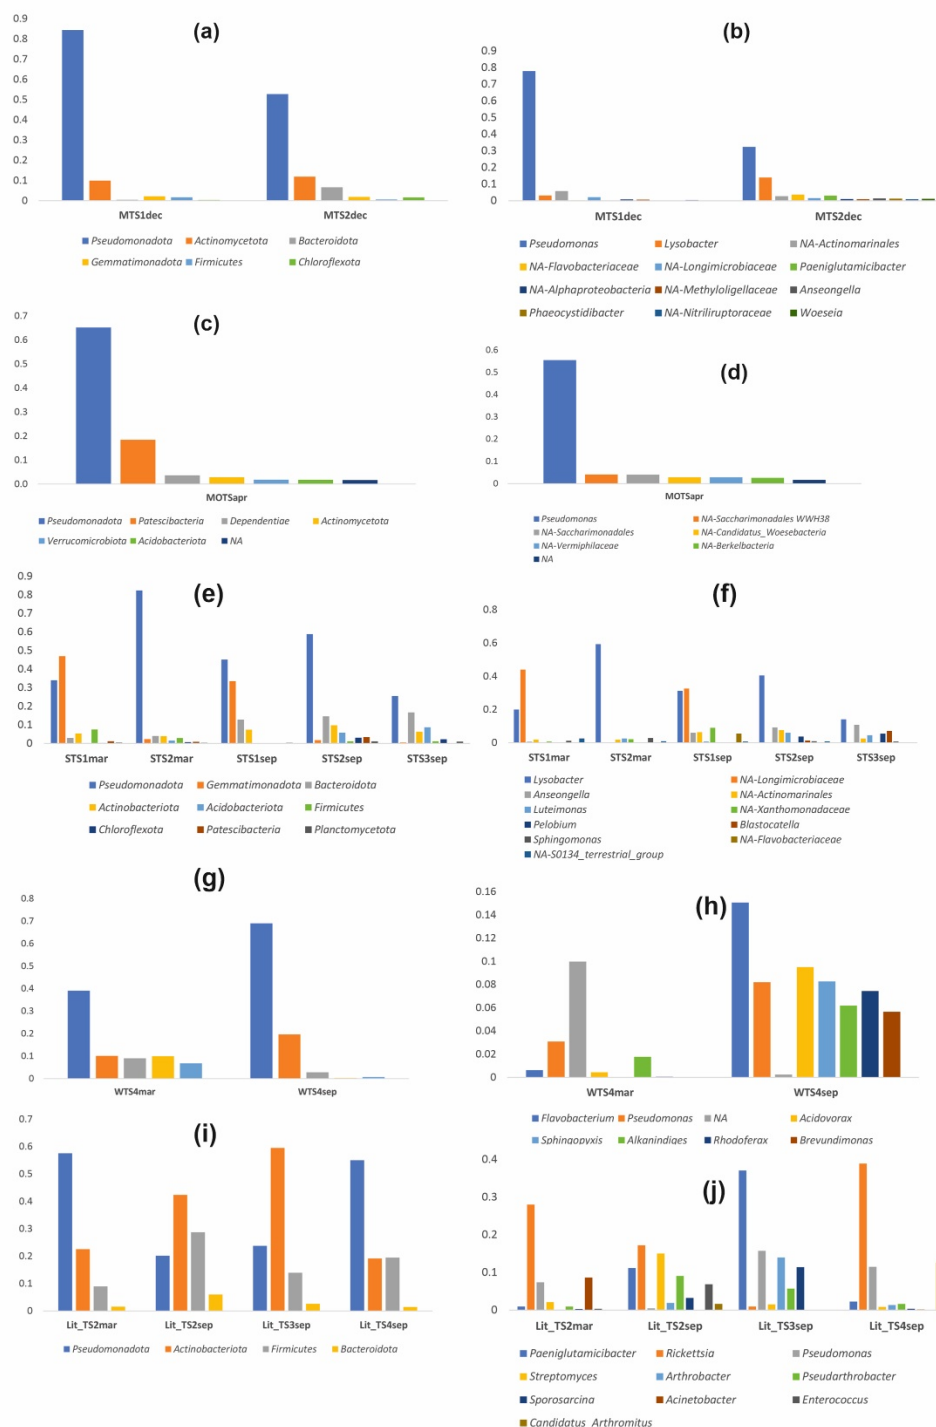 (a)
0.9
0.8
0.7
0.6
0.5
0.4
0.3
0.2
0.1
0
MTS1dec MTS2dec
Pseudomonadota Actinomycetota Bacteroidota
Gemmatimonadota Firmicutes Chloroflexota
(b)
0.9
0.8
0.7
0.6
0.5
0.4
0.3
0.2
0.1
0
MTS1dec MTS2dec
Pseudomonas Lysobacter NA-Actinomarinales
NA-Flavobacteriaceae NA-Longimicrobiaceae Paeniglutamicibacter
NA-Alphaproteobacteria NA-Methyloligellaceae Anseongella
Phaeocystidibacter NA-Nitriliruptoraceae Woeseia
(c)
0.7
0.6
0.5
0.4
0.3
0.2
0.1
0.0
MOTSapr
Pseudomonadota Patescibacteria Dependentiae Actinomycetota
Verrucomicrobiota Acidobacteriota NA
(d)
0.6
0.5
0.4
0.3
0.2
0.1
0
MOTSapr
Pseudomonas NA-Saccharimonadales WWH38
NA-Saccharimonadales NA-Candidatus_Woesebacteria
NA-Vermiphilaceae NA-Berkelbacteria
NA
(e)
0.9
0.8
0.7
0.6
0.5
0.4
0.3
0.2
0.1
0
STS1mar STS2mar STS1sep STS2sep STS3sep
Pseudomonadota Gemmatimonadota Bacteroidota
Actinobacteriota Acidobacteriota Firmicutes
Chloroflexota Patescibacteria Planctomycetota
(f)
0.8
0.6
0.4
0.2
0
STS1mar STS2mar STS1sep STS2sep STS3sep
Lysobacter NA-Longimicrobiaceae
Anseongella NA-Actinomarinales
Luteimonas NA-Xanthomonadaceae
Pelobium Blastocatella
Sphingomonas NA-Flavobacteriaceae
NA-S0134_terrestrial_group
(g)
0.8
0.7
0.6
0.5
0.4
0.3
0.2
0.1
0
WTS4mar WTS4sep
(h)
0.16
0.14
0.12
0.1
0.08
0.06
0.04
0.02
0
WTS4mar WTS4sep
Flavobacterium Pseudomonas NA Acidovorax
Sphingopyxis Alkanindiges Rhodoferax Brevundimonas
(i)
0.7
0.6
0.5
0.4
0.3
0.2
0.1
0
Lit_TS2mar Lit_TS2sep Lit_TS3sep Lit_TS4sep
Pseudomonadota Actinobacteriota Firmicutes Bacteroidota
(j)
0.4
0.3
0.2
0.1
0
Lit_TS2mar Lit_TS2sep Lit_TS3sep Lit_TS4sep
Paeniglutamicibacter Rickettsia Pseudomonas
Streptomyces Arthrobacter Pseudarthrobacter
Sporosarcina Acinetobacter Enterococcus
Candidatus_Arthromitus